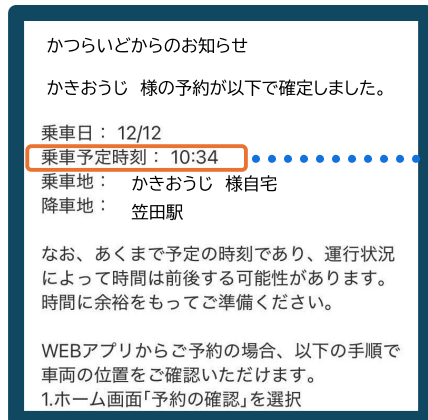 かつらいどからのお知らせ
かきおうじ 様の予約が以下で確定しました。
乗車日： 12/12
乗車予定時刻： 10:34
乗車地： かきおうじ 様自宅
降車地： 笠田駅
なお、あくまで予定の時刻であり、運行状況
によって時間は前後する可能性があります。
時間に余裕をもってご準備ください。
WEBアプリからご予約の場合、以下の手順で
車両の位置をご確認いただけます。
1.ホーム画面｢予約の確認｣を選択